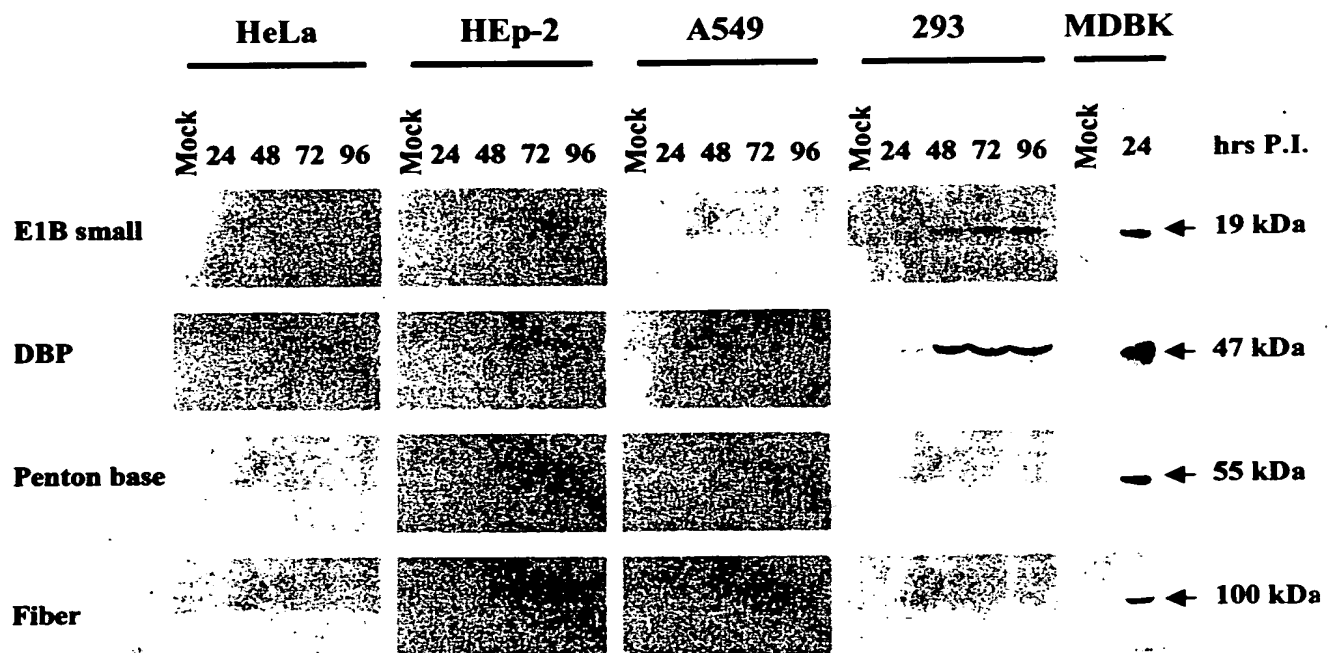 HeLa HEp-2 A549 293 MDBK
Mock 24 48 72 96 Mock 24 48 72 96 Mock 24 48 72 96 Mock 24 48 72 96 Mock 24 hrs P.I.
E1B small 19 kDa
DBP 47 kDa
Penton base 55 kDa
Fiber 100 kDa